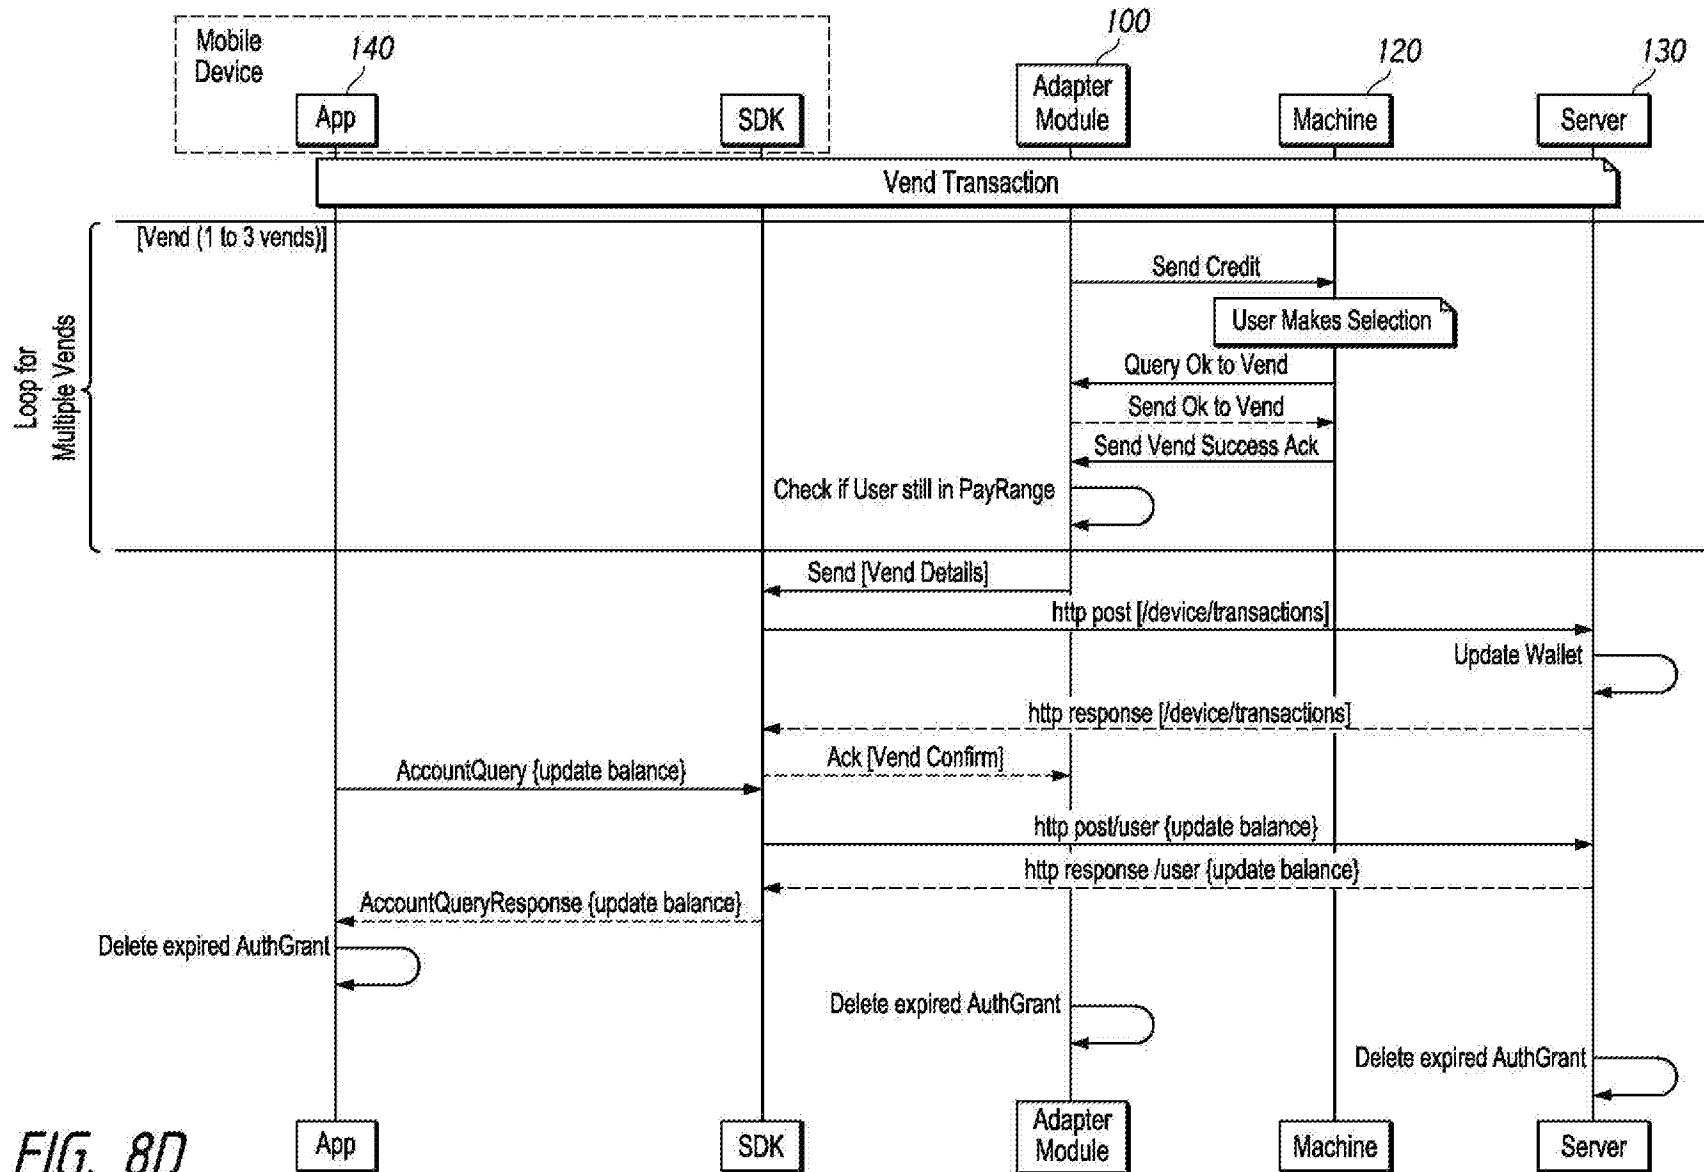 Mobile
Device
140
100
120
130
App
SDK
Adapter
Module
Machine
Server
Vend Transaction
[Vend (1 to 3 vends)]
Loop for
Multiple Vends
Send Credit
User Makes Selection
Query Ok to Vend
Send Ok to Vend
Send Vend Success Ack
Check if User still in PayRange
Send [Vend Details]
http post [/device/transactions]
Update Wallet
http response [/device/transactions]
Ack [Vend Confirm]
AccountQuery {update balance}
http post/user {update balance}
http response /user {update balance}
AccountQueryResponse {update balance}
Delete expired AuthGrant
Delete expired AuthGrant
Delete expired AuthGrant
App
SDK
Adapter
Module
Machine
Server
FIG. 8D